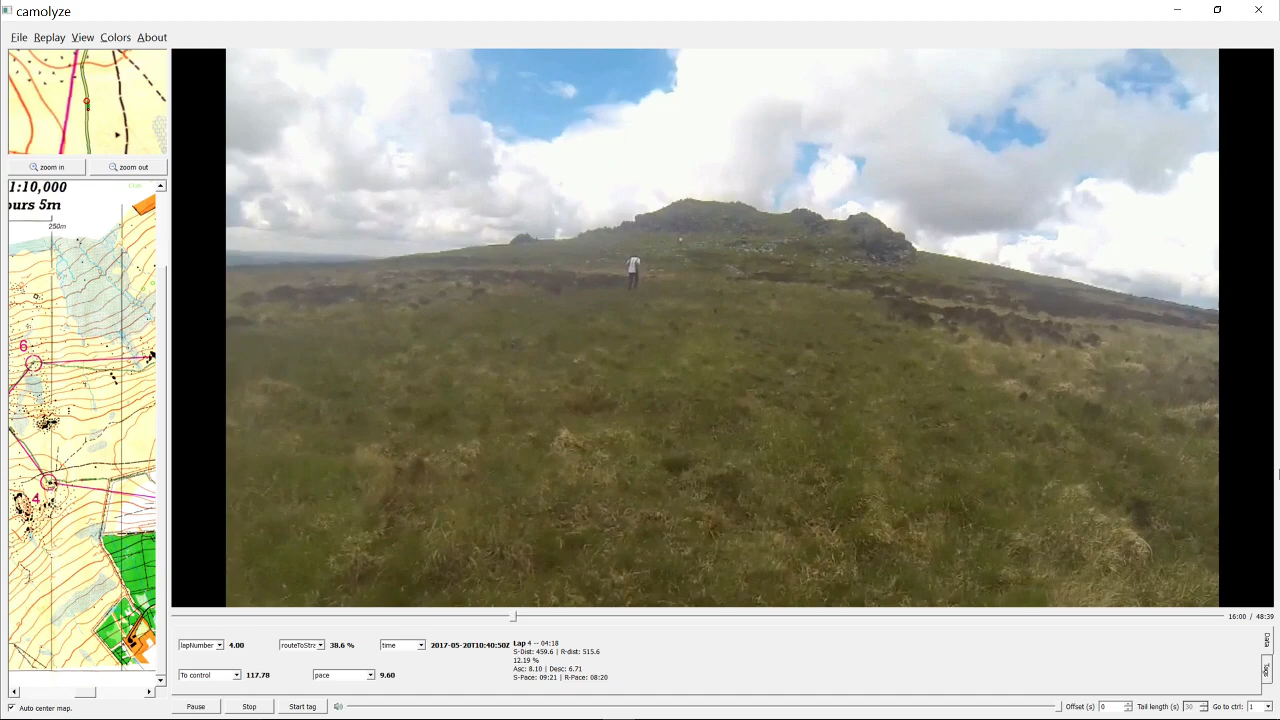 camolyze
File Replay View Colors About
zoom in zoom out
1:10,000
ours 5m
250m
6
4
16:00 / 48:39
lapNumber 4.00 routeToStra 38.6 % time 2017-05-20T10:40:50Z
Lap 4 -- 04:18
S-Dist: 459.6 | R-dist: 515.6
12.19 %
Asc: 8.10 | Desc: 6.71
S-Pace: 09:21 | R-Pace: 08:20
To control 117.78 pace 9.60
Data
Tags
Auto center map.
Pause Stop Start tag
Offset (s) 0 Tail length (s) 30 Go to ctrl: 1